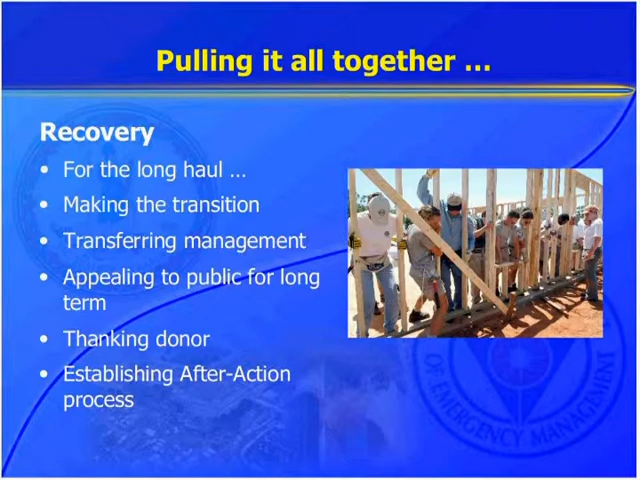 Pulling it all together ...
Recovery
• For the long haul ...
• Making the transition
• Transferring management
• Appealing to public for long
term
• Thanking donor
• Establishing After-Action
process
OF EMERGENCY MANAGEMENT